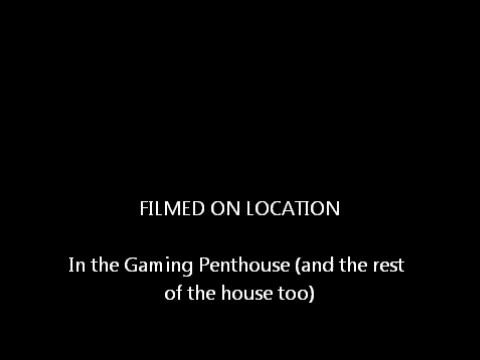 FILMED ON LOCATION
In the Gaming Penthouse (and the rest
of the house too)